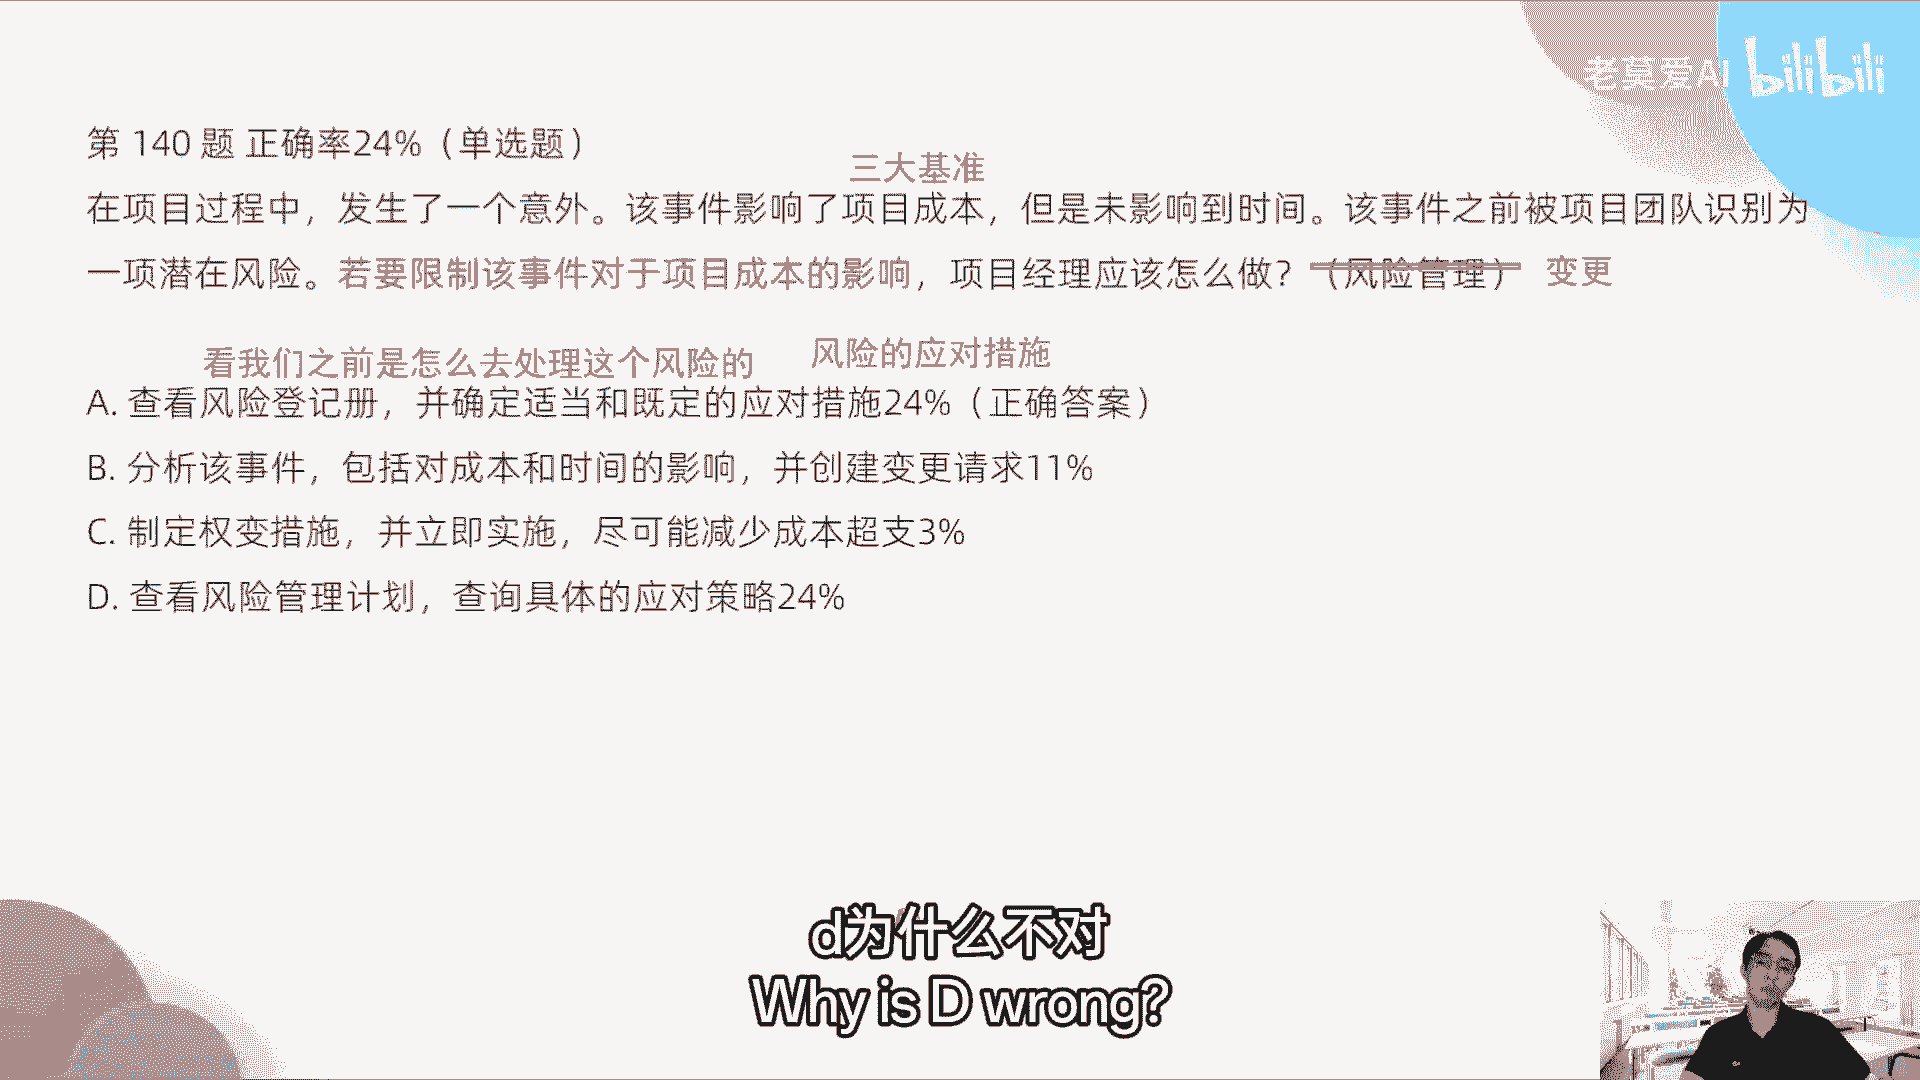 老莫爱AI bilibili
第 140 题 正确率24%（单选题）
三大基准
在项目过程中，发生了一个意外。该事件影响了项目成本，但是未影响到时间。该事件之前被项目团队识别为
一项潜在风险。若要限制该事件对于项目成本的影响，项目经理应该怎么做？（风险管理） 变更
看我们之前是怎么去处理这个风险的 风险的应对措施
A. 查看风险登记册，并确定适当和既定的应对措施24%（正确答案）
B. 分析该事件，包括对成本和时间的影响，并创建变更请求11%
C. 制定权变措施，并立即实施，尽可能减少成本超支3%
D. 查看风险管理计划，查询具体的应对策略24%
d为什么不对
Why is D wrong?